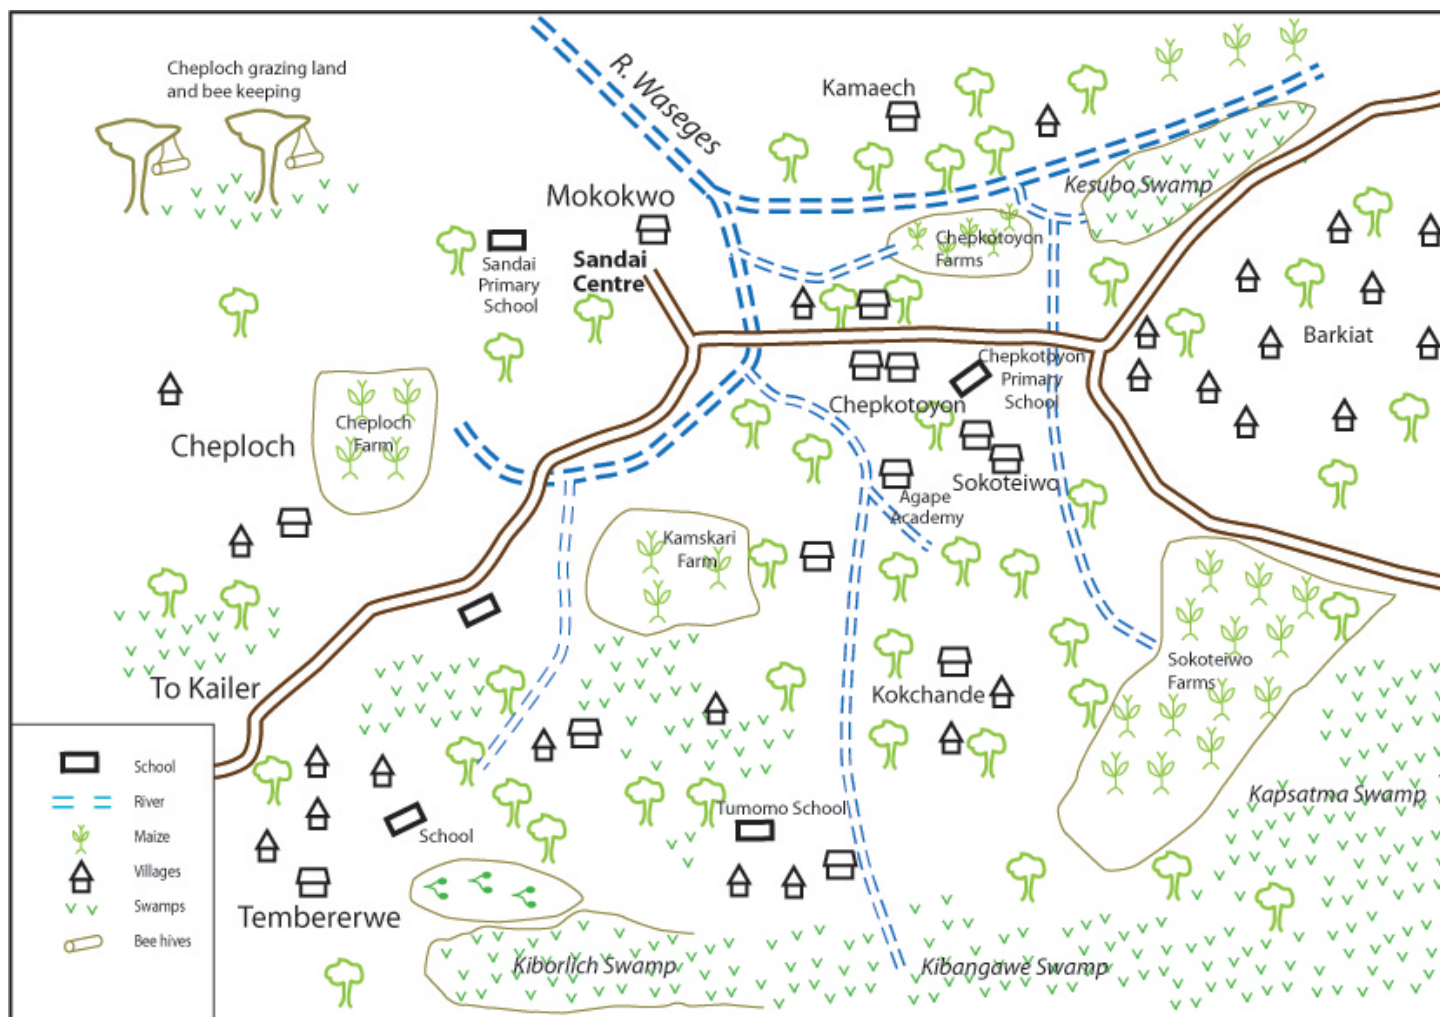 Cheploch grazing land
and bee keeping
R. Waseges
Kamaech
Kesubo Swamp
Mokokwo
Sandai
Centre
Sandai
Primary
School
Chepkotoyon
Farms
Barkiat
Chepkotoyon
Primary
School
Chepkotoyon
Cheploch
Farm
Cheploch
Sokoteiwo
Agape
Academy
Kamskari
Farm
Sokoteiwo
Farms
To Kailer
Kokchande
Kapsatma Swamp
Tumomo School
School
Tembererwe
Kiborlich Swamp
Kibangawe Swamp
School
River
Maize
Villages
Swamps
Bee hives